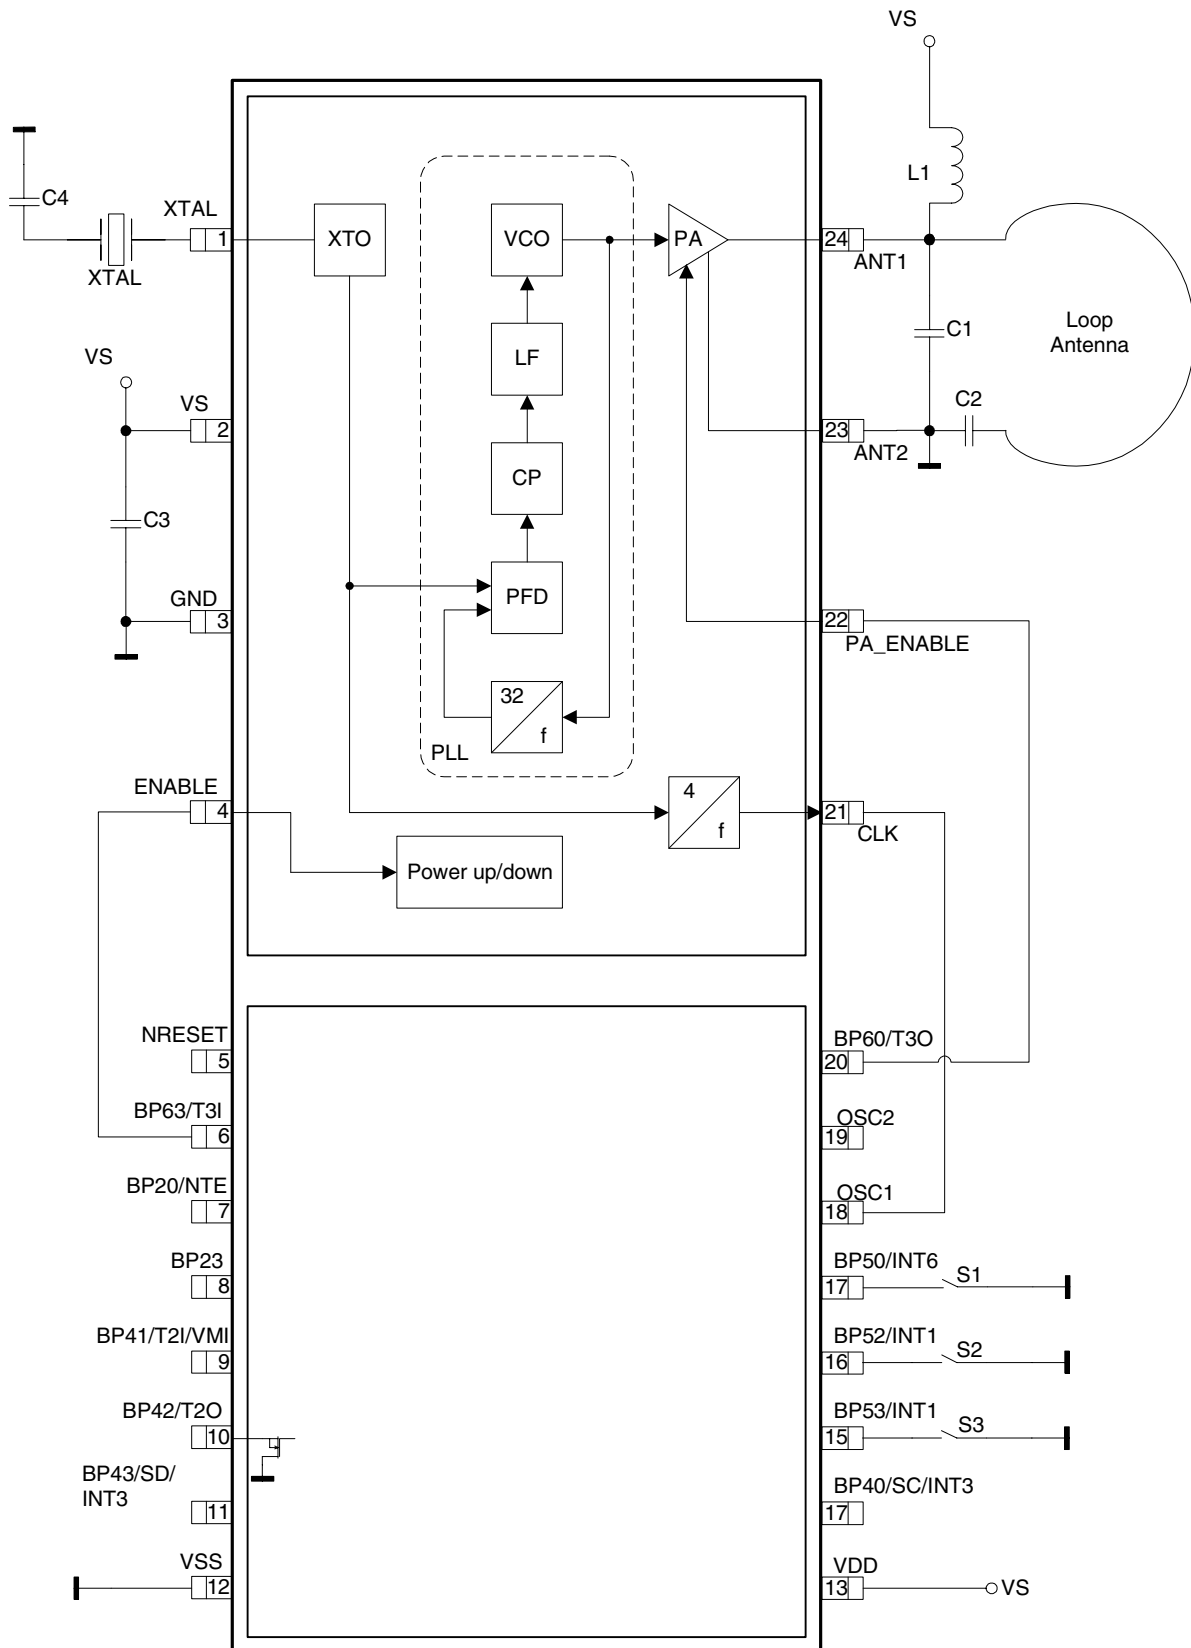 VS
L1
C4
XTAL
1
XTAL
XTO
VCO
PA
24
ANT1
Loop
Antenna
C1
VS
LF
VS
2
C2
23
ANT2
CP
C3
GND
3
PFD
22
PA_ENABLE
32
f
PLL
ENABLE
4
4
f
21
CLK
Power up/down
NRESET
5
BP60/T3O
20
BP63/T3I
6
OSC2
19
BP20/NTE
7
OSC1
18
BP23
8
BP50/INT6
17
S1
BP41/T2I/VMI
9
BP52/INT1
16
S2
BP42/T2O
10
BP53/INT1
15
S3
BP43/SD/
INT3
11
BP40/SC/INT3
17
VSS
12
VDD
13
VS